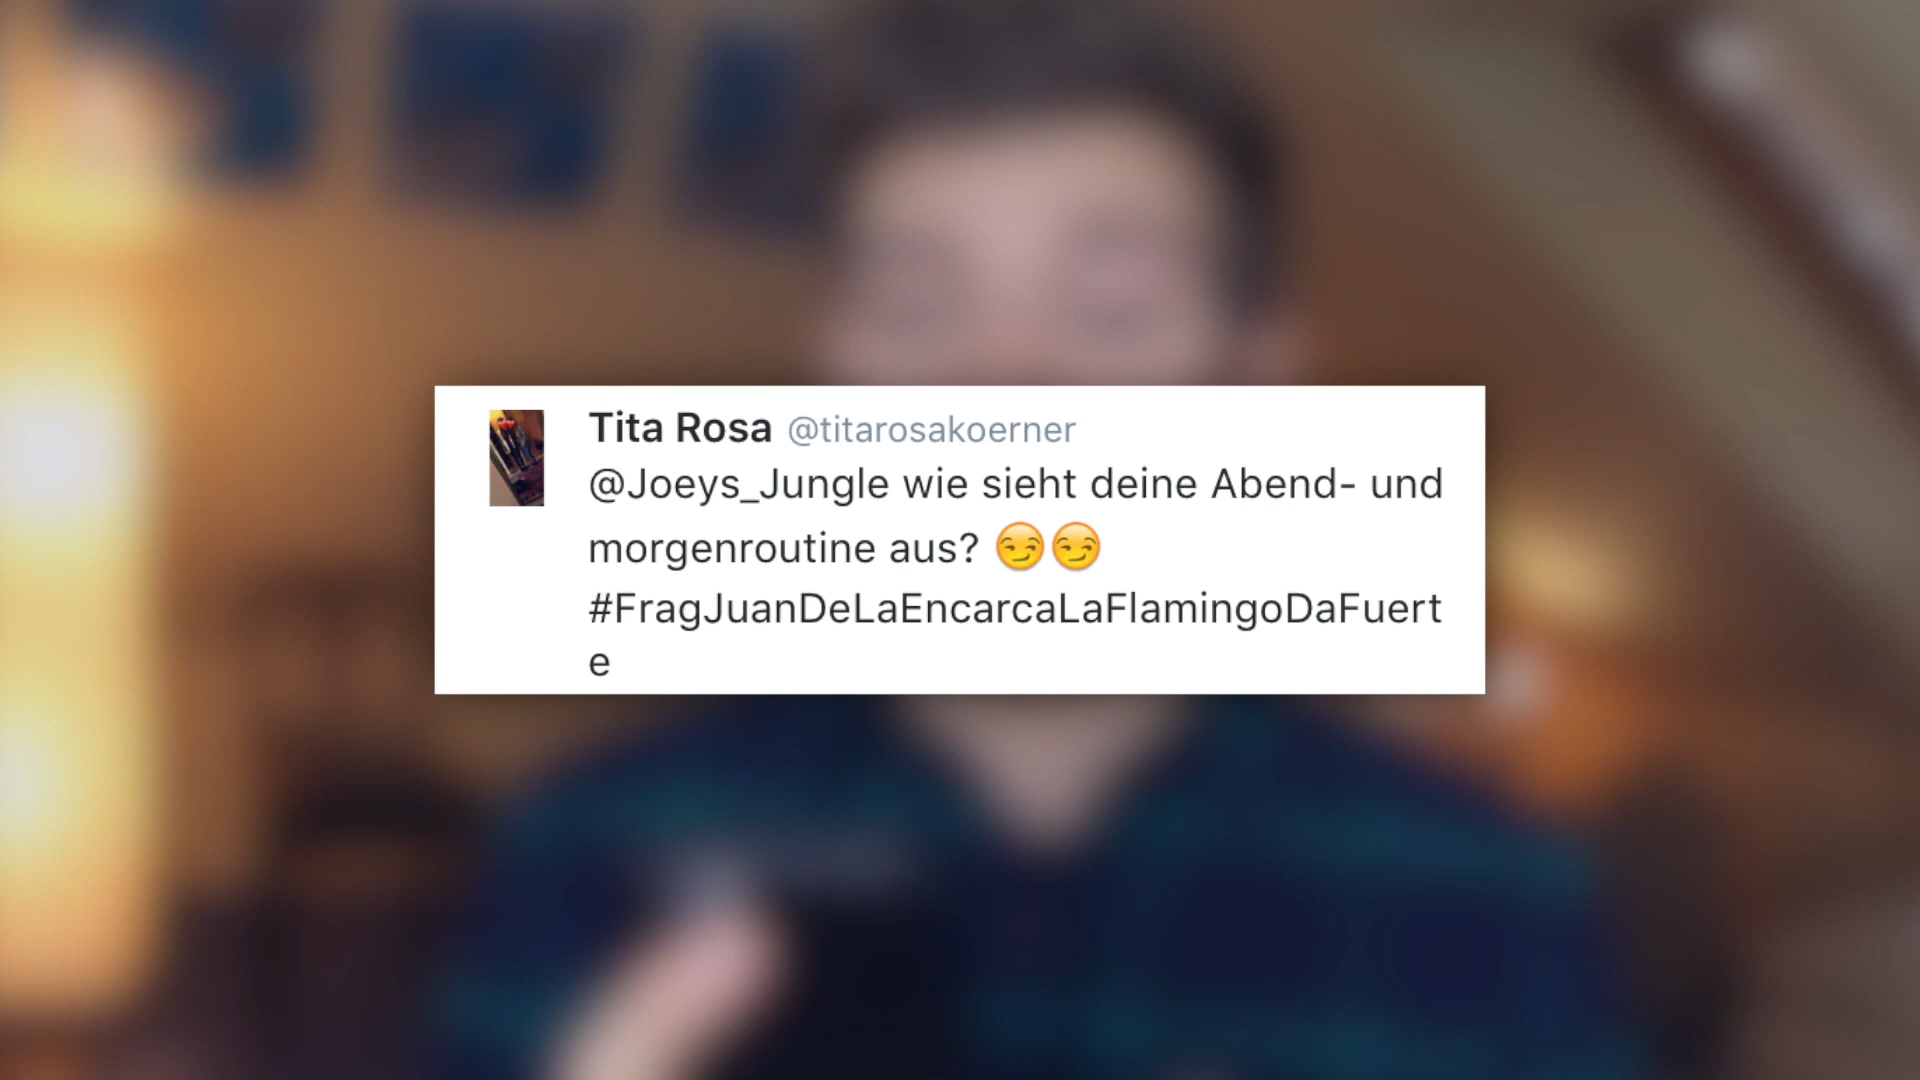 Tita Rosa @titarosakoerner
@Joeys_Jungle wie sieht deine Abend- und
morgenroutine aus? 😏😏
#FragJuanDeLaEncarcaLaFlamingoDaFuert
e